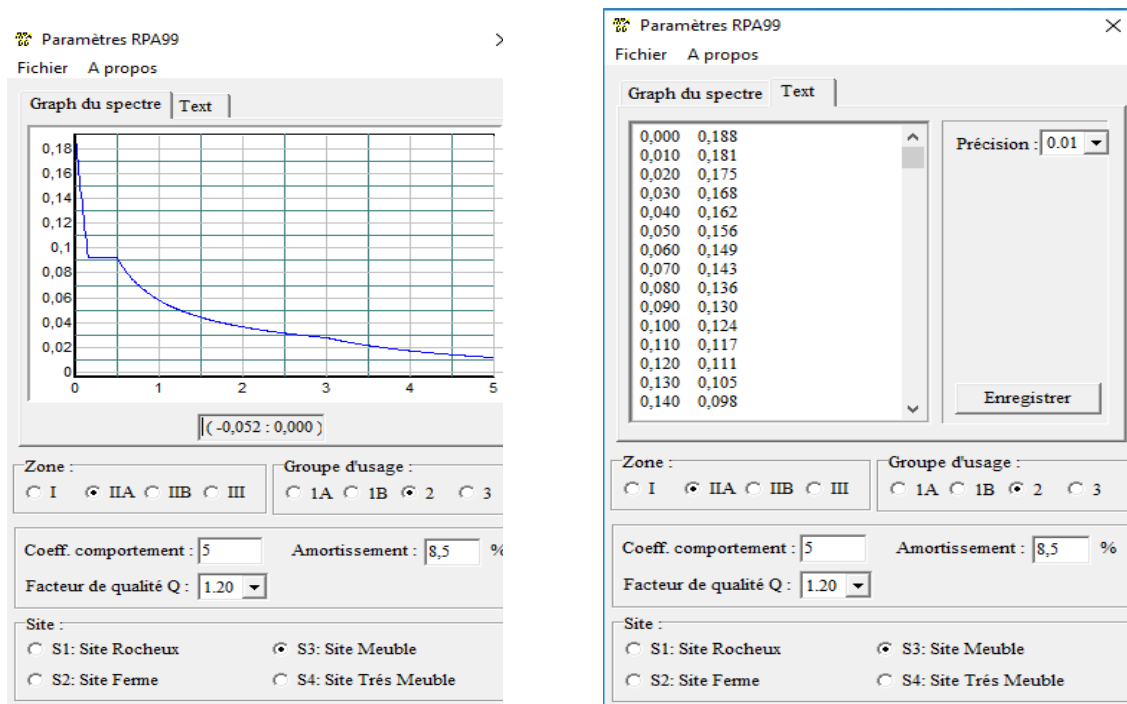 Paramètres RPA99
Fichier A propos
Graph du spectre Text
0,18
0,16
0,14
0,12
0,1
0,08
0,06
0,04
0,02
0
0 1 2 3 4 5
( -0,052 : 0,000 )
Zone :
I IIA IIB III
Groupe d'usage :
1A 1B 2 3
Coeff. comportement : 5
Amortissement : 8,5 %
Facteur de qualité Q : 1.20
Site :
S1: Site Rocheux
S3: Site Meuble
S2: Site Ferme
S4: Site Trés Meuble
Paramètres RPA99
Fichier A propos
Graph du spectre Text
0,000 0,188
0,010 0,181
0,020 0,175
0,030 0,168
0,040 0,162
0,050 0,156
0,060 0,149
0,070 0,143
0,080 0,136
0,090 0,130
0,100 0,124
0,110 0,117
0,120 0,111
0,130 0,105
0,140 0,098
Précision : 0.01
Enregistrer
Zone :
I IIA IIB III
Groupe d'usage :
1A 1B 2 3
Coeff. comportement : 5
Amortissement : 8,5 %
Facteur de qualité Q : 1.20
Site :
S1: Site Rocheux
S3: Site Meuble
S2: Site Ferme
S4: Site Trés Meuble